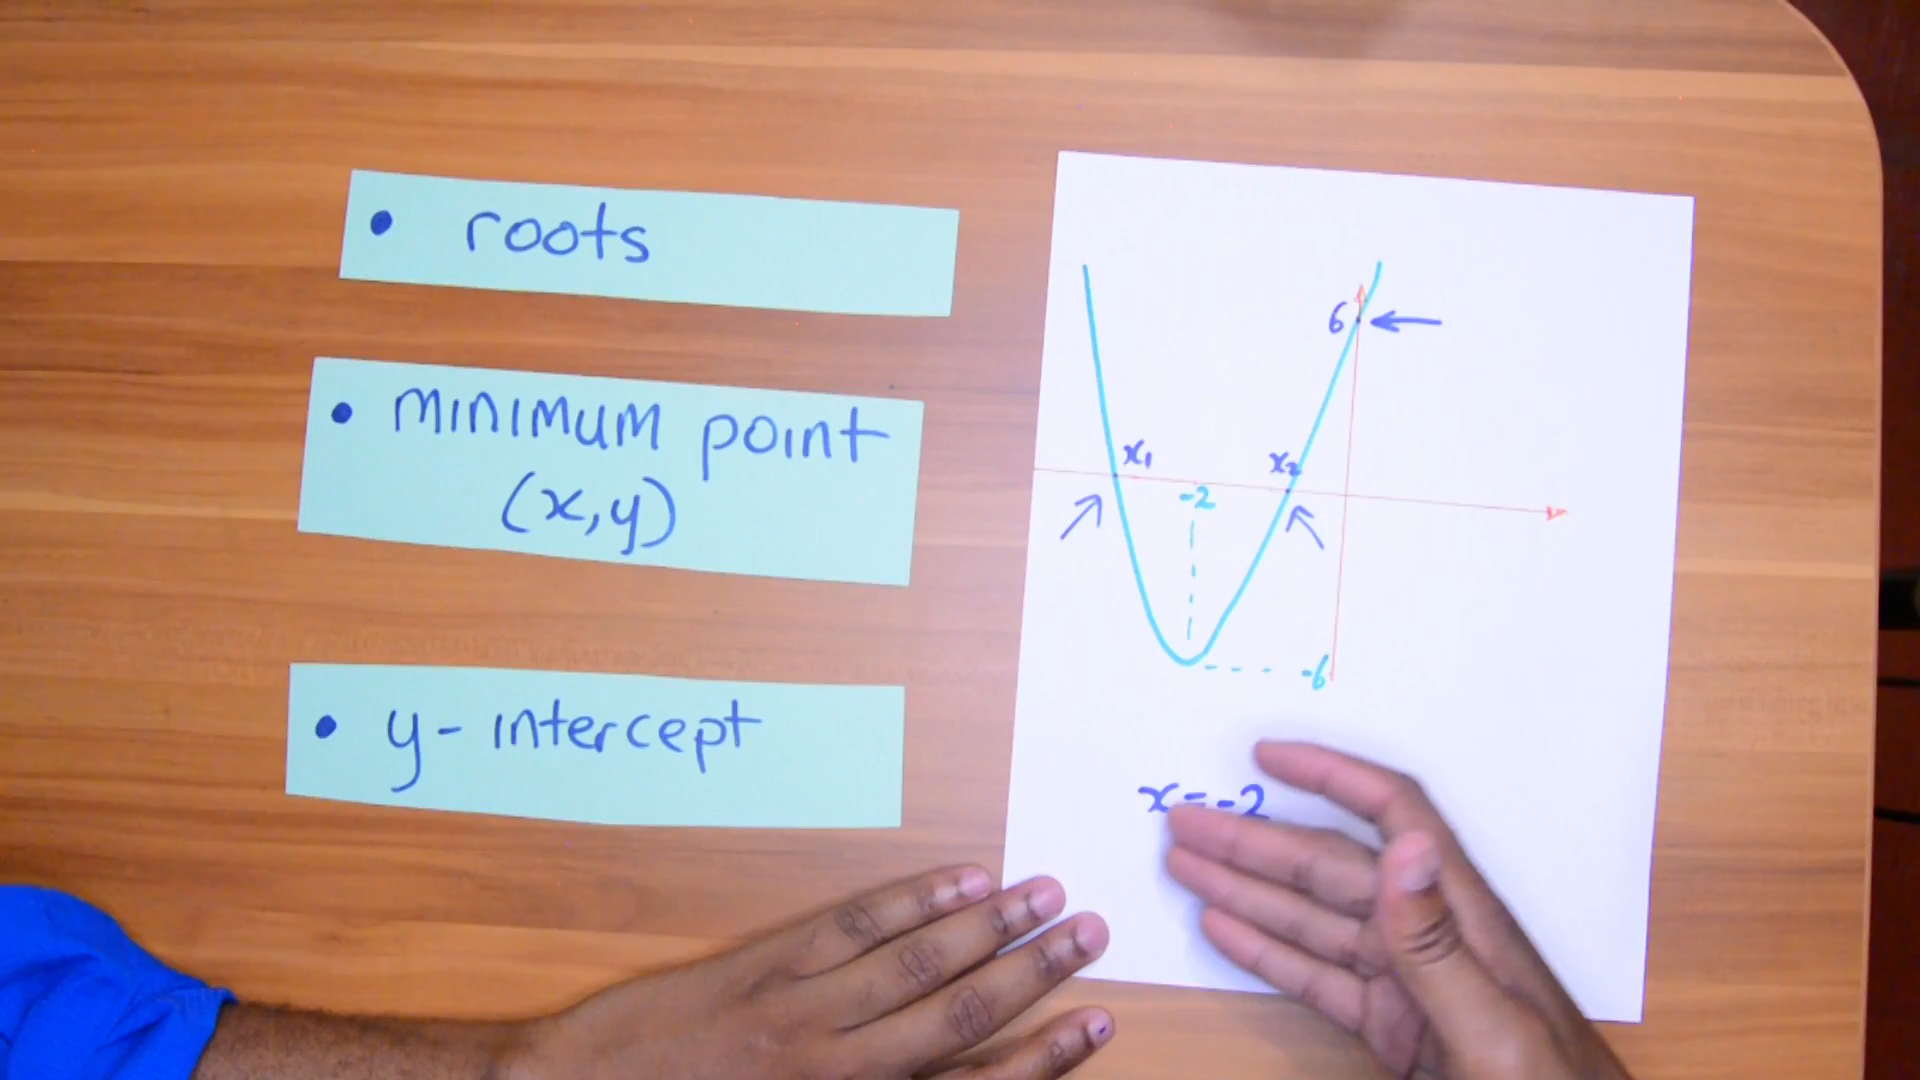 • roots
• minimum point
(x,y)
• y-intercept
6
x₁
x₂
-2
-6
x=-2